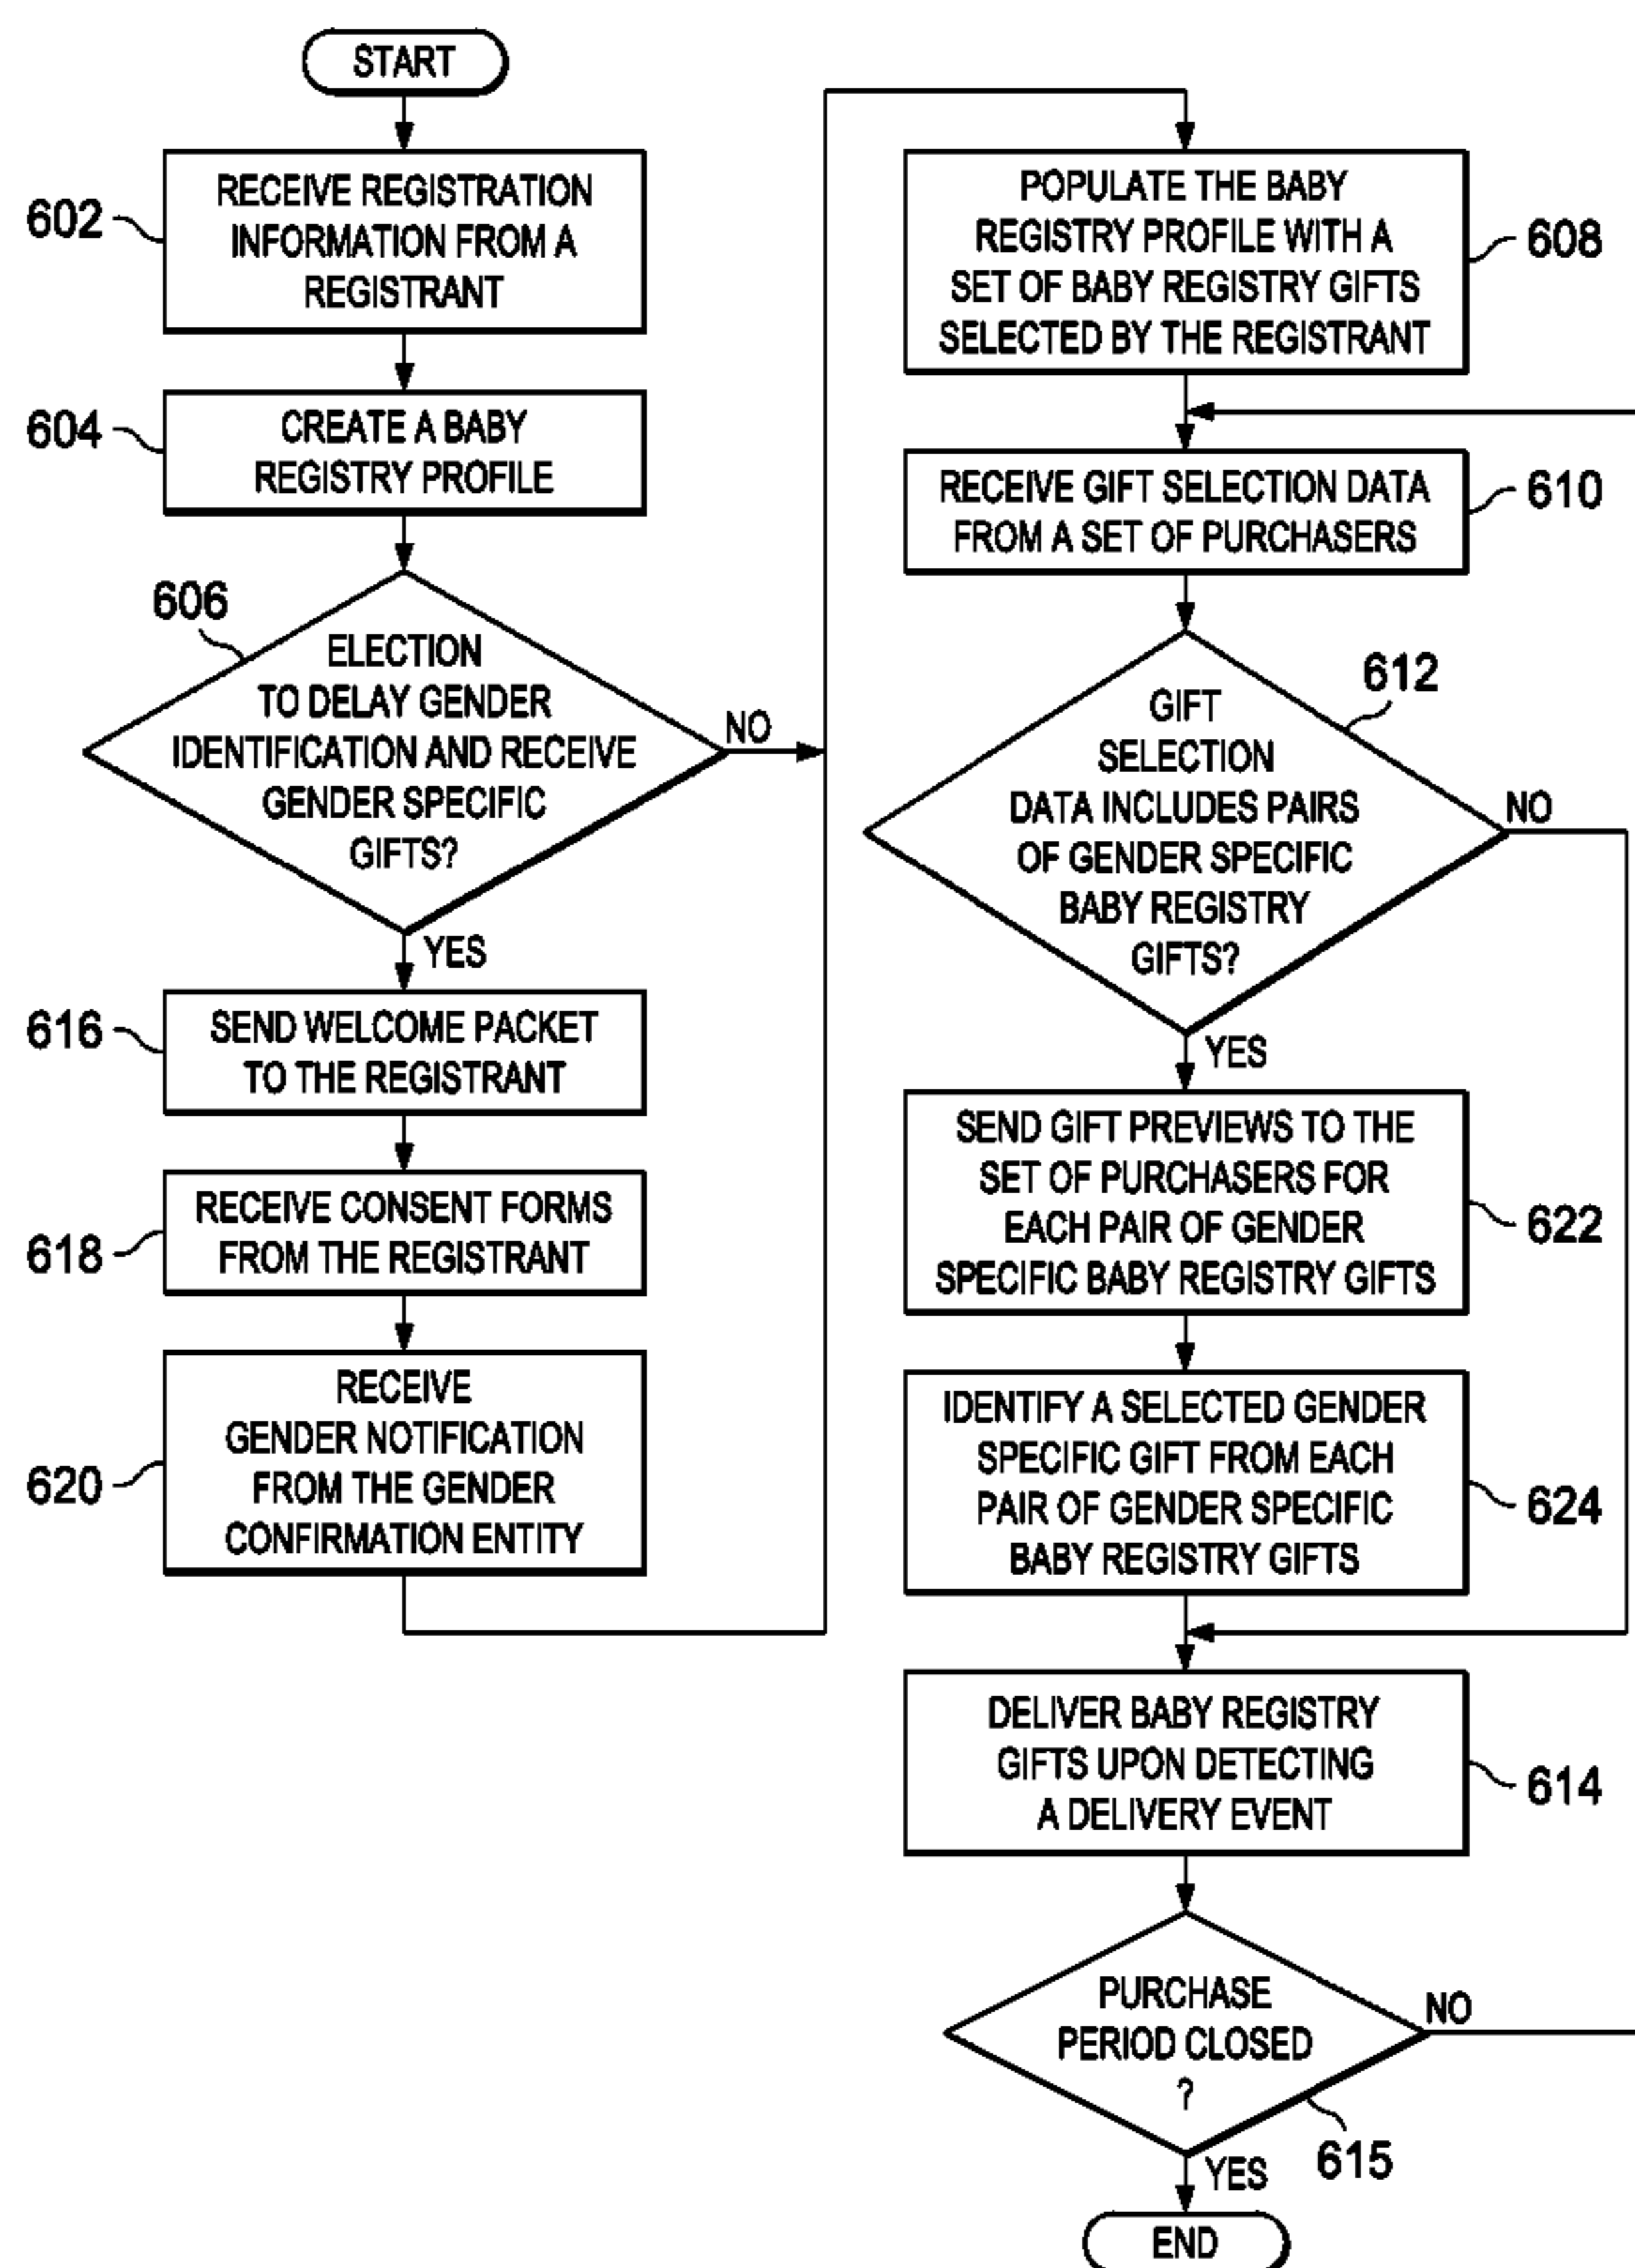 START
602
RECEIVE REGISTRATION
INFORMATION FROM A
REGISTRANT
604
CREATE A BABY
REGISTRY PROFILE
606
ELECTION
TO DELAY GENDER
IDENTIFICATION AND RECEIVE
GENDER SPECIFIC
GIFTS?
NO
YES
616
SEND WELCOME PACKET
TO THE REGISTRANT
618
RECEIVE CONSENT FORMS
FROM THE REGISTRANT
620
RECEIVE
GENDER NOTIFICATION
FROM THE GENDER
CONFIRMATION ENTITY
POPULATE THE BABY
REGISTRY PROFILE WITH A
SET OF BABY REGISTRY GIFTS
SELECTED BY THE REGISTRANT
608
RECEIVE GIFT SELECTION DATA
FROM A SET OF PURCHASERS
610
612
GIFT
SELECTION
DATA INCLUDES PAIRS
OF GENDER SPECIFIC
BABY REGISTRY
GIFTS?
NO
YES
SEND GIFT PREVIEWS TO THE
SET OF PURCHASERS FOR
EACH PAIR OF GENDER
SPECIFIC BABY REGISTRY GIFTS
622
IDENTIFY A SELECTED GENDER
SPECIFIC GIFT FROM EACH
PAIR OF GENDER SPECIFIC
BABY REGISTRY GIFTS
624
DELIVER BABY REGISTRY
GIFTS UPON DETECTING
A DELIVERY EVENT
614
PURCHASE
PERIOD CLOSED
?
NO
615
YES
END